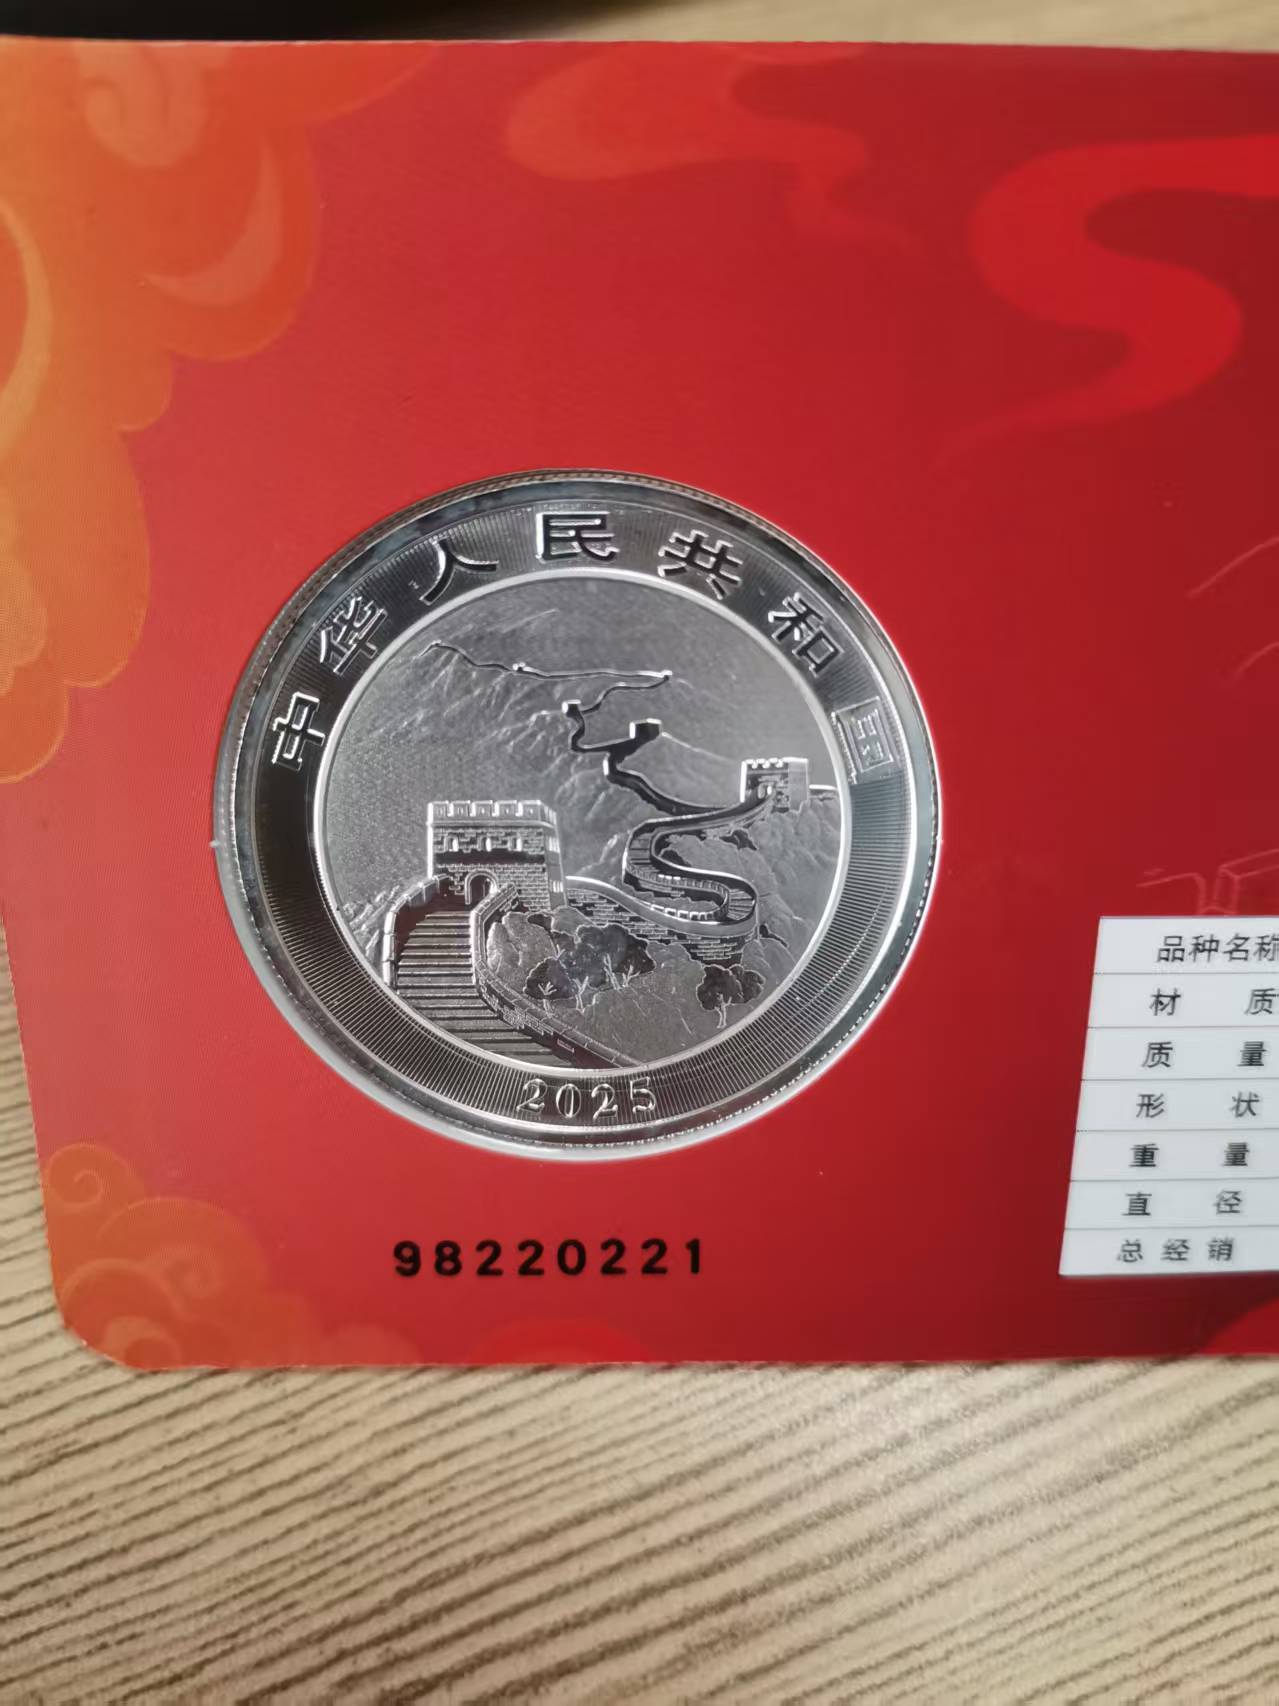 中华人民共和国
2025
98220221
品种名称
材 质
质 量
形 状
重 量
直 径
总 经 销